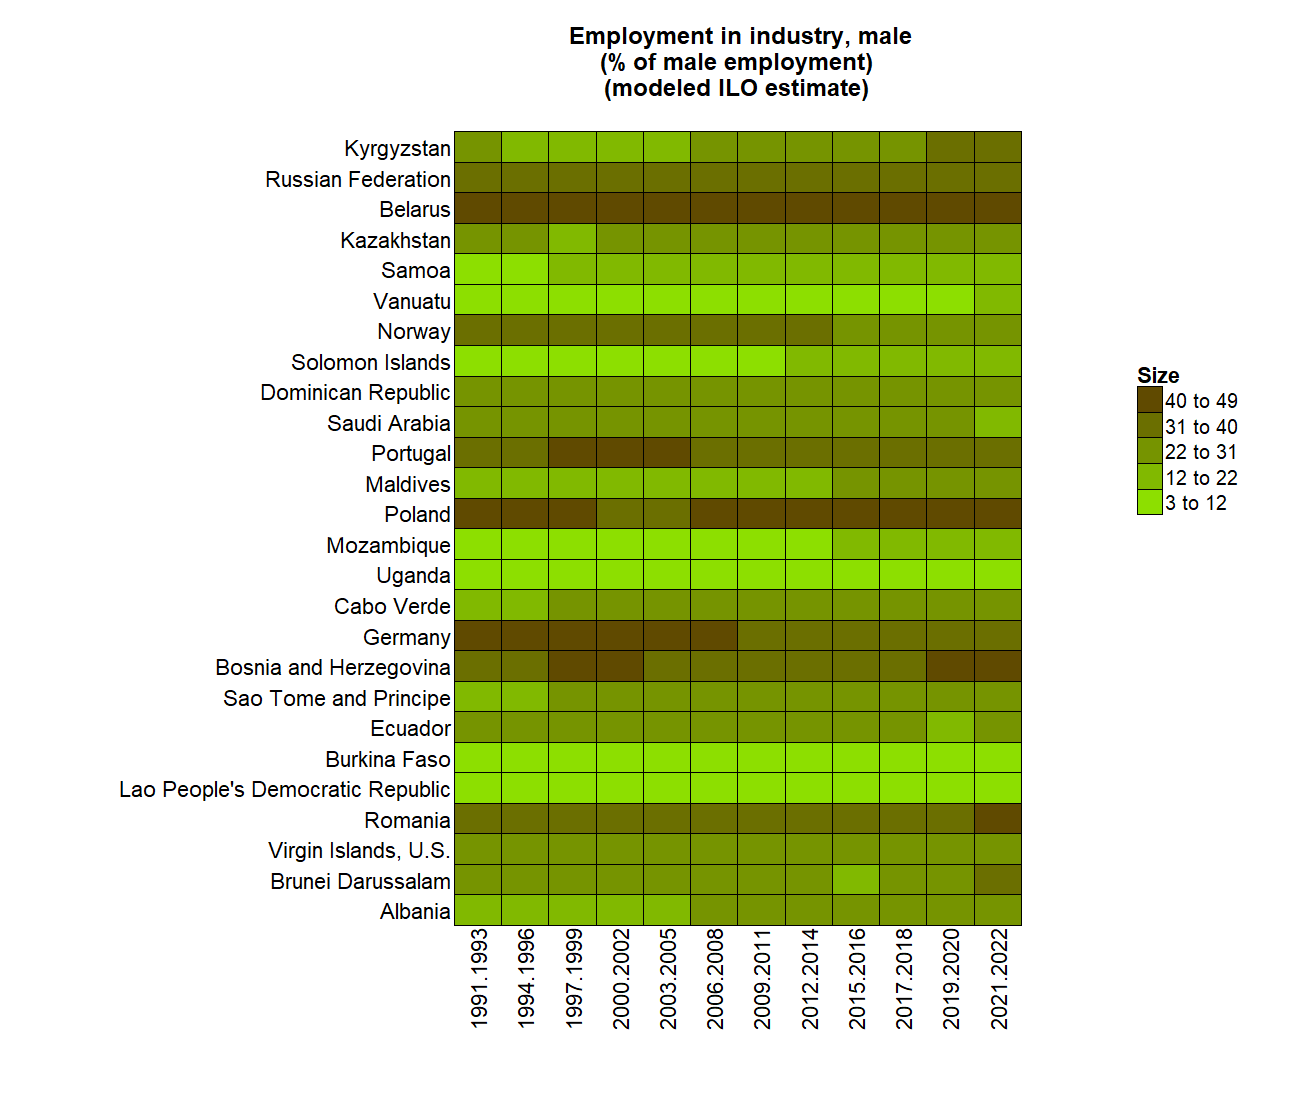 Employment in industry, male
(% of male employment)
(modeled ILO estimate)
Kyrgyzstan
Russian Federation
Belarus
Kazakhstan
Samoa
Vanuatu
Norway
Solomon Islands
Dominican Republic
Saudi Arabia
Portugal
Maldives
Poland
Mozambique
Uganda
Cabo Verde
Germany
Bosnia and Herzegovina
Sao Tome and Principe
Ecuador
Burkina Faso
Lao People's Democratic Republic
Romania
Virgin Islands, U.S.
Brunei Darussalam
Albania
1991.1993
1994.1996
1997.1999
2000.2002
2003.2005
2006.2008
2009.2011
2012.2014
2015.2016
2017.2018
2019.2020
2021.2022
Size
40 to 49
31 to 40
22 to 31
12 to 22
3 to 12